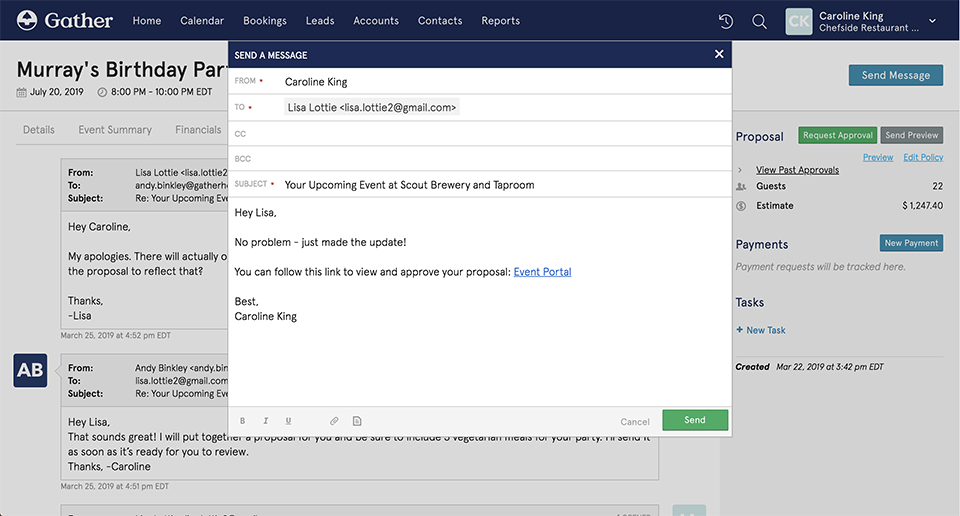 Gather Home Calendar Bookings Leads Accounts Contacts Reports
CK Caroline King
Chefside Restaurant ...
Murray's Birthday Par
July 20, 2019 8:00 PM - 10:00 PM EDT
Send Message
Details Event Summary Financials
From: Lisa Lottie <lisa.lottie2
To: andy.binkley@gatherh
Subject: Re: Your Upcoming Eve
Hey Caroline,
My apologies. There will actually o
the proposal to reflect that?
Thanks,
-Lisa
March 25, 2019 at 4:52 pm EDT
AB
From: Andy Binkley <andy.bin
To: lisa.lottie2@gmail.com
Subject: Re: Your Upcoming Eve
Hey Lisa,
That sounds great! I will put together a proposal for you and be sure to include 3 vegetarian meals for your party. I'll send it
as soon as it's ready for you to review.
Thanks, -Caroline
March 25, 2019 at 4:51 pm EDT
SEND A MESSAGE
FROM • Caroline King
TO • Lisa Lottie <lisa.lottie2@gmail.com>
CC
BCC
SUBJECT • Your Upcoming Event at Scout Brewery and Taproom
Hey Lisa,
No problem - just made the update!
You can follow this link to view and approve your proposal: Event Portal
Best,
Caroline King
B I U
Cancel Send
Proposal Request Approval Send Preview
Preview Edit Policy
View Past Approvals
Guests 22
Estimate $ 1,247.40
Payments New Payment
Payment requests will be tracked here.
Tasks
+ New Task
Created Mar 22, 2019 at 3:42 pm EDT